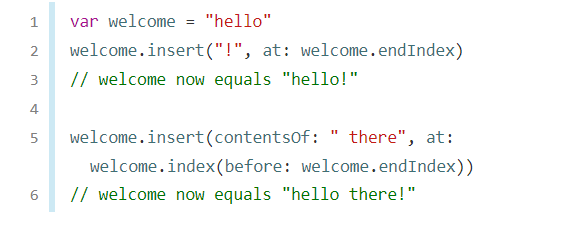 1 var welcome = "hello"
2 welcome.insert("!", at: welcome.endIndex)
3 // welcome now equals "hello!"
4
5 welcome.insert(contentsOf: " there", at:
welcome.index(before: welcome.endIndex))
6 // welcome now equals "hello there!"